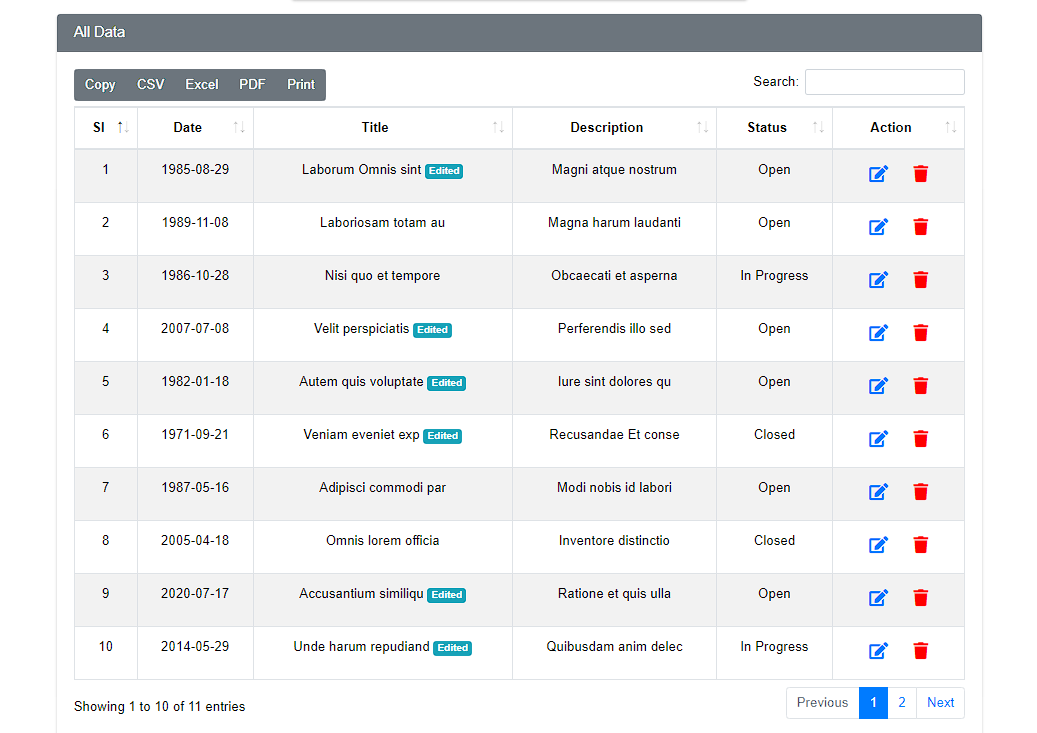 All Data
Copy CSV Excel PDF Print Search:
Sl Date Title Description Status Action
1 1985-08-29 Laborum Omnis sint Edited Magni atque nostrum Open
2 1989-11-08 Laboriosam totam au Magna harum laudanti Open
3 1986-10-28 Nisi quo et tempore Obcaecati et asperna In Progress
4 2007-07-08 Velit perspiciatis Edited Perferendis illo sed Open
5 1982-01-18 Autem quis voluptate Edited Iure sint dolores qu Open
6 1971-09-21 Veniam eveniet exp Edited Recusandae Et conse Closed
7 1987-05-16 Adipisci commodi par Modi nobis id labori Open
8 2005-04-18 Omnis lorem officia Inventore distinctio Closed
9 2020-07-17 Accusantium similiqu Edited Ratione et quis ulla Open
10 2014-05-29 Unde harum repudiand Edited Quibusdam anim delec In Progress
Showing 1 to 10 of 11 entries Previous 1 2 Next